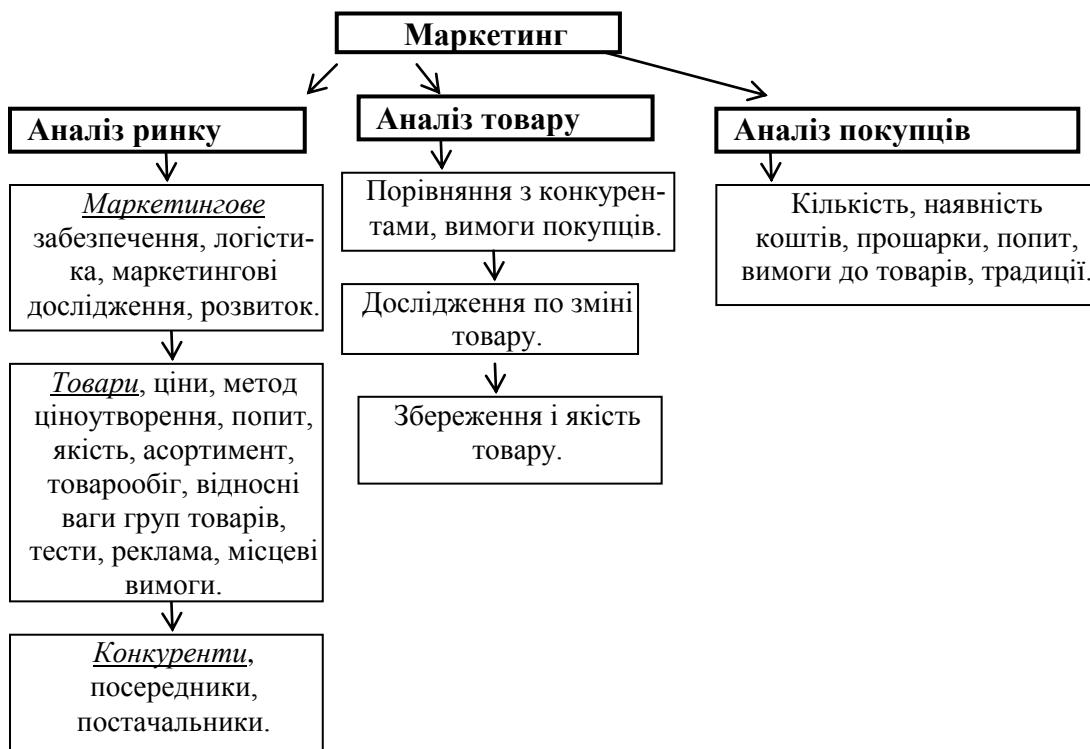 Маркетинг
Аналіз ринку
Маркетингове
забезпечення, логісти-
ка, маркетингові
дослідження, розвиток.
Товари, ціни, метод
ціноутворення, попит,
якість, асортимент,
товарообіг, відносні
ваги груп товарів,
тести, реклама, місцеві
вимоги.
Конкуренти,
посередники,
постачальники.
Аналіз товару
Порівняння з конкурен-
тами, вимоги покупців.
Дослідження по зміні
товару.
Збереження і якість
товару.
Аналіз покупців
Кількість, наявність
коштів, прошарки, попит,
вимоги до товарів, традиції.